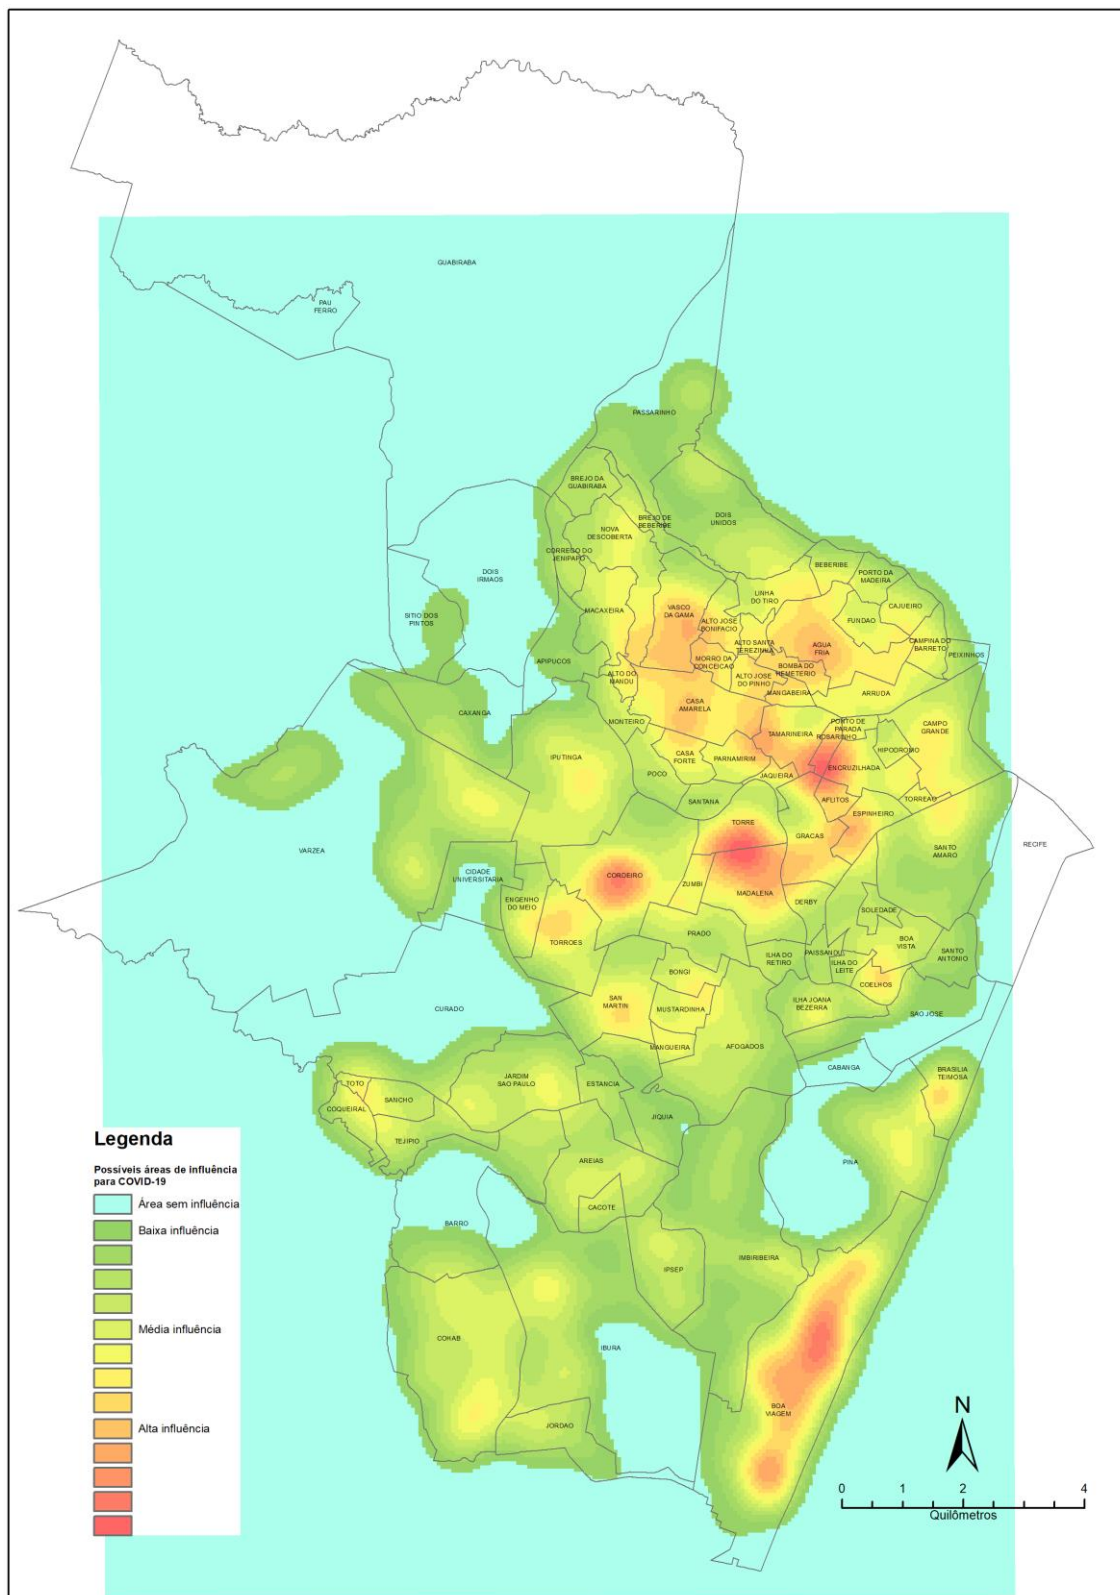 GUABIRABA
PAU
FERRO
PASSARINHO
BREJO DA
GUABIRABA
BREJO DE
BEBERIBE
DOIS
UNIDOS
NOVA
DESCOBERTA
CORREGO DO
JENIPAPO
DOIS
IRMAOS
BEBERIBE
PORTO DA
MADEIRA
LINHA
DO TIRO
CAJUEIRO
MACAXEIRA
VASCO
DA GAMA
ALTO JOSE
BONIFACIO
FUNDAO
SITIO DOS
PINTOS
ALTO SANTA
TEREZINHA
AGUA
FRIA
CAMPINA DO
BARRETO
PEIXINHOS
APIPUCOS
MORRO DA
CONCEICAO
BOMBA DO
HEMETERIO
ALTO DO
MANDU
ALTO JOSE
DO PINHO
MANGABEIRA
ARRUDA
CASA
AMARELA
CAXANGA
MONTEIRO
TAMARINEIRA
PORTO DE
PARADA
ROSARINHO
CAMPO
GRANDE
HIPODROMO
CASA
FORTE
PARNAMIRIM
IPUTINGA
ENCRUZILHADA
POCO
JAQUEIRA
SANTANA
AFLITOS
TORREAO
ESPINHEIRO
TORRE
GRACAS
SANTO
AMARO
RECIFE
VARZEA
CIDADE
UNIVERSITARIA
CORDEIRO
ZUMBI
MADALENA
ENGENHO
DO MEIO
DERBY
SOLEDADE
TORROES
PRADO
BOA
VISTA
ILHA DO
RETIRO
PAISSANDU
SANTO
ANTONIO
ILHA DO
LEITE
BONGI
COELHOS
SAN
MARTIN
MUSTARDINHA
ILHA JOANA
BEZERRA
CURADO
SAO JOSE
MANGUEIRA
AFOGADOS
CABANGA
BRASILIA
TEIMOSA
JARDIM
SAO PAULO
ESTANCIA
TOTO
SANCHO
COQUEIRAL
JIQUIA
TEJIPIO
AREIAS
PINA
CACOTE
BARRO
IPSEP
IMBIRIBEIRA
COHAB
IBURA
BOA
VIAGEM
JORDAO
Legenda
Possíveis áreas de influência
para COVID-19
Área sem influência
Baixa influência
Média influência
Alta influência
N
0 1 2 4
Quilômetros